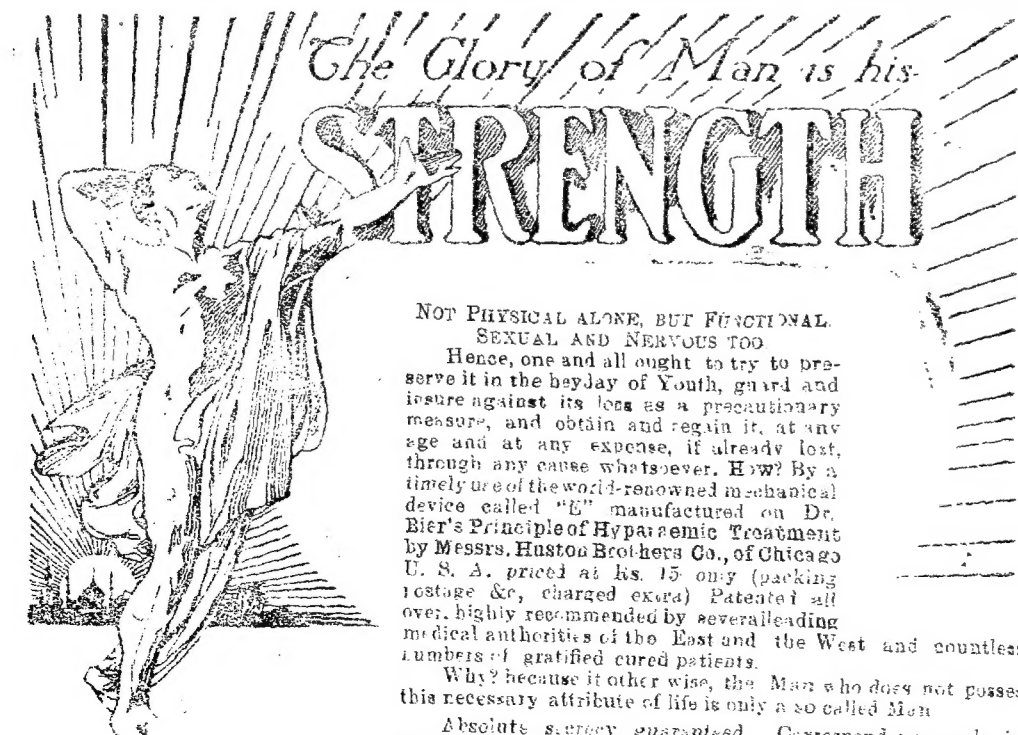 The Glory of Man is his
STRENGTH
NOT PHYSICAL ALONE, BUT FUNCTIONAL.
SEXUAL AND NERVOUS TOO
Hence, one and all ought to try to pre-
serve it in the heyday of Youth, guard and
insure against its loss as a precautionary
measure, and obtain and regain it, at any
age and at any expense, if already lost,
through any cause whatsoever. How? By a
timely use of the world-renowned mechanical
device called "E" manufactured on Dr.
Bier's Principle of Hyparaemic Treatment
by Messrs. Huston Brothers Co., of Chicago
U. S. A. priced at Rs. 15 only (packing
postage &c, charged extra) Patented all
over. highly recommended by several leading
medical authorities of the East and the West and countles
numbers of gratified cured patients.
Why? because it other wise, the Man who does not posses
this necessary attribute of life is only a so called Man
Absolute secrecy guaranteed.